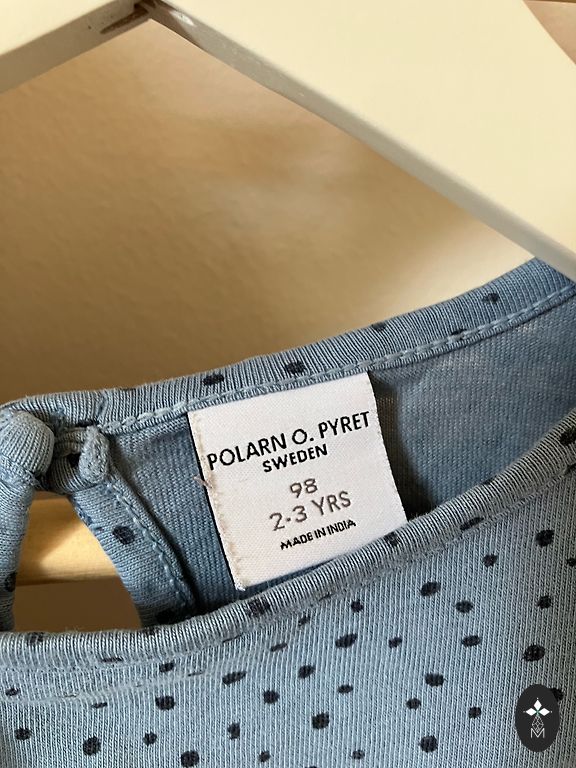 POLARN O. PYRET
SWEDEN
98
2-3 YRS
MADE IN INDIA
M